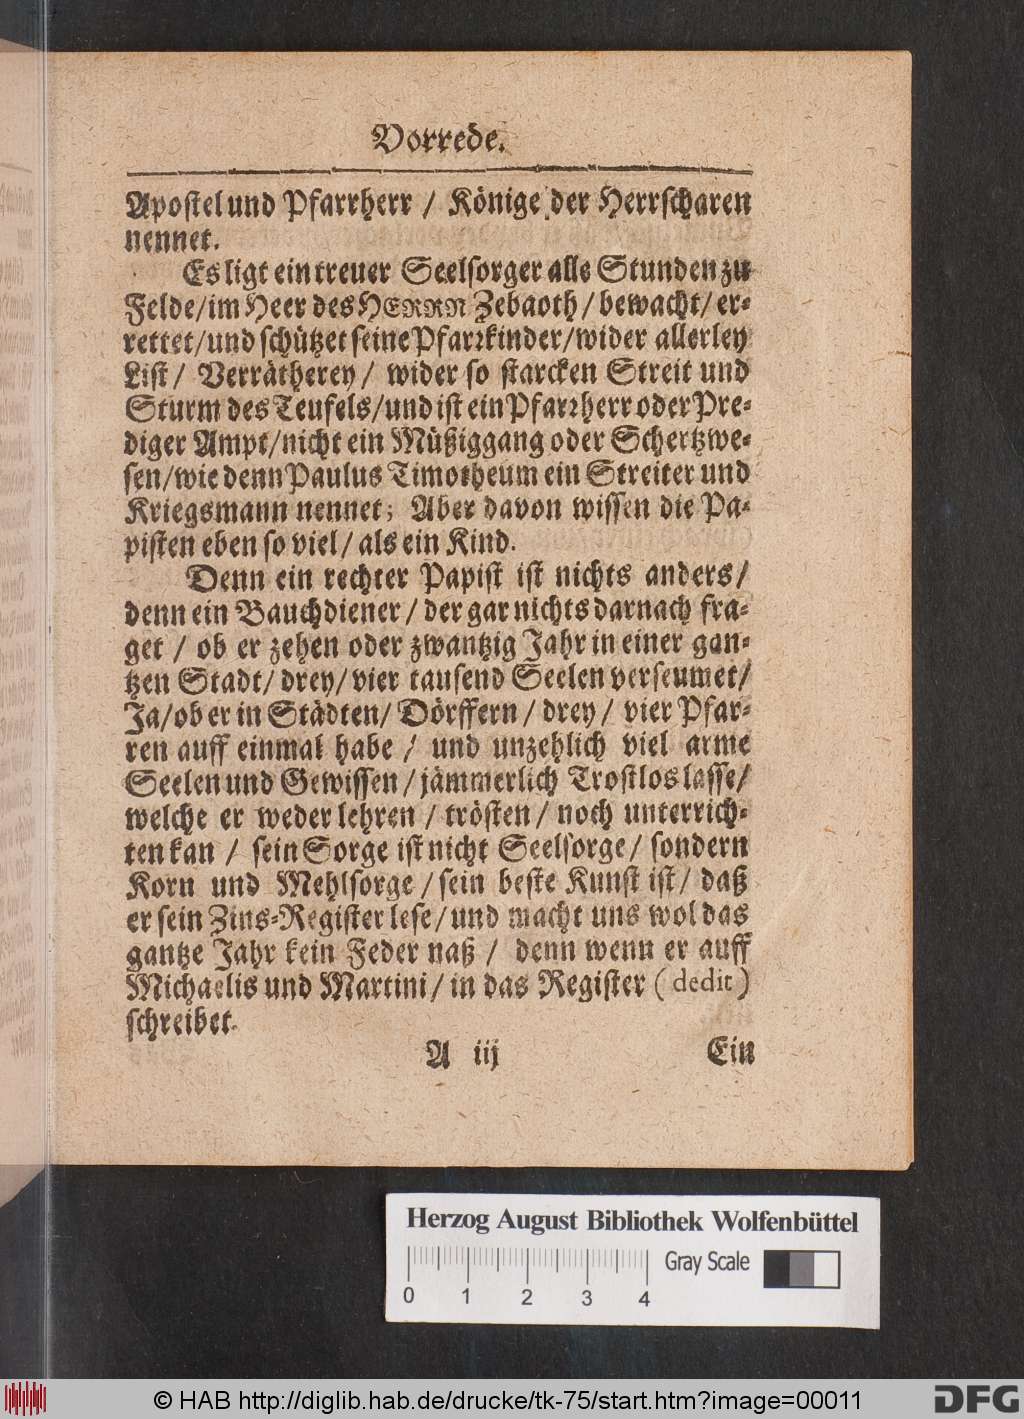 Vorrede.
Apostel und Pfarrherr / Könige der Herrscharen
nennet.
Es ligt ein treuer Seelsorger alle Stunden zu
Felde/im Heer des HERRN Zebaoth/bewacht/er-
rettet/und schützet seine Pfarrkinder/wider allerley
List/ Verrätherey/ wider so starcken Streit und
Sturm des Teufels/und ist ein Pfarrherr oder Pre-
diger Ampt/nicht ein Müßiggang oder Schertzwe-
sen/wie denn Paulus Timotheum ein Streiter und
Kriegsmann nennet; Aber davon wissen die Pa-
pisten eben so viel/als ein Kind.
Denn ein rechter Papist ist nichts anders/
denn ein Bauchdiener/der gar nichts darnach fra-
get / ob er zehen oder zwantzig Jahr in einer gan-
tzen Stadt/drey/vier tausend Seelen verseumet/
Ja/ob er in Städten/Dörffern/drey/ vier Pfar-
ren auff einmal habe / und unzehlich viel arme
Seelen und Gewissen/jämmerlich Trostlos lasse/
welche er weder lehren / trösten/ noch unterrich-
ten kan / sein Sorge ist nicht Seelsorge/ sondern
Korn und Mehlsorge/sein beste Kunst ist/ daß
er sein Zins-Register lese/und macht uns wol das
gantze Jahr kein Feder naß / denn wenn er auff
Michaelis und Martini/in das Register (dedit)
schreibet.
A iij Ein
Herzog August Bibliothek Wolfenbüttel
Gray Scale
0 1 2 3 4
© HAB http://diglib.hab.de/drucke/tk-75/start.htm?image=00011
DFG